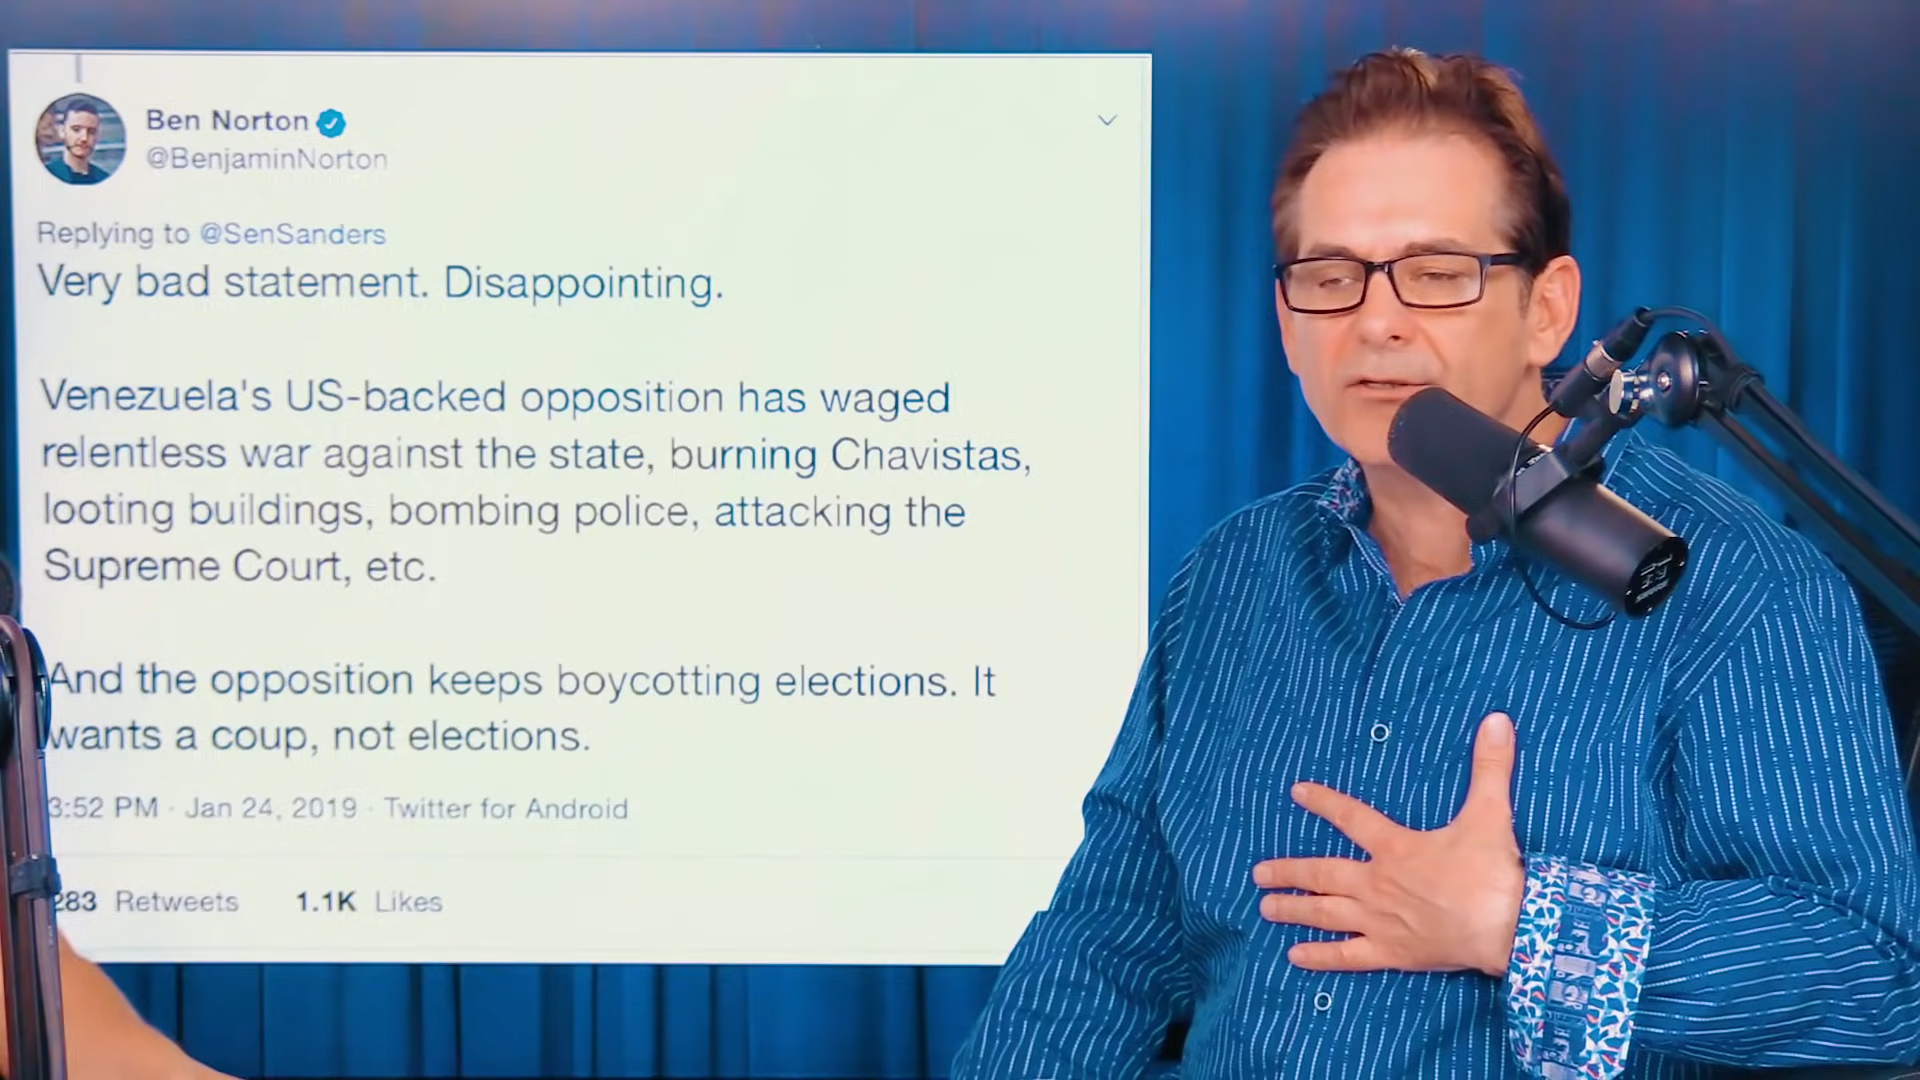 Ben Norton
@BenjaminNorton
Replying to @SenSanders
Very bad statement. Disappointing.
Venezuela's US-backed opposition has waged
relentless war against the state, burning Chavistas,
looting buildings, bombing police, attacking the
Supreme Court, etc.
And the opposition keeps boycotting elections. It
wants a coup, not elections.
3:52 PM · Jan 24, 2019 · Twitter for Android
283 Retweets 1.1K Likes